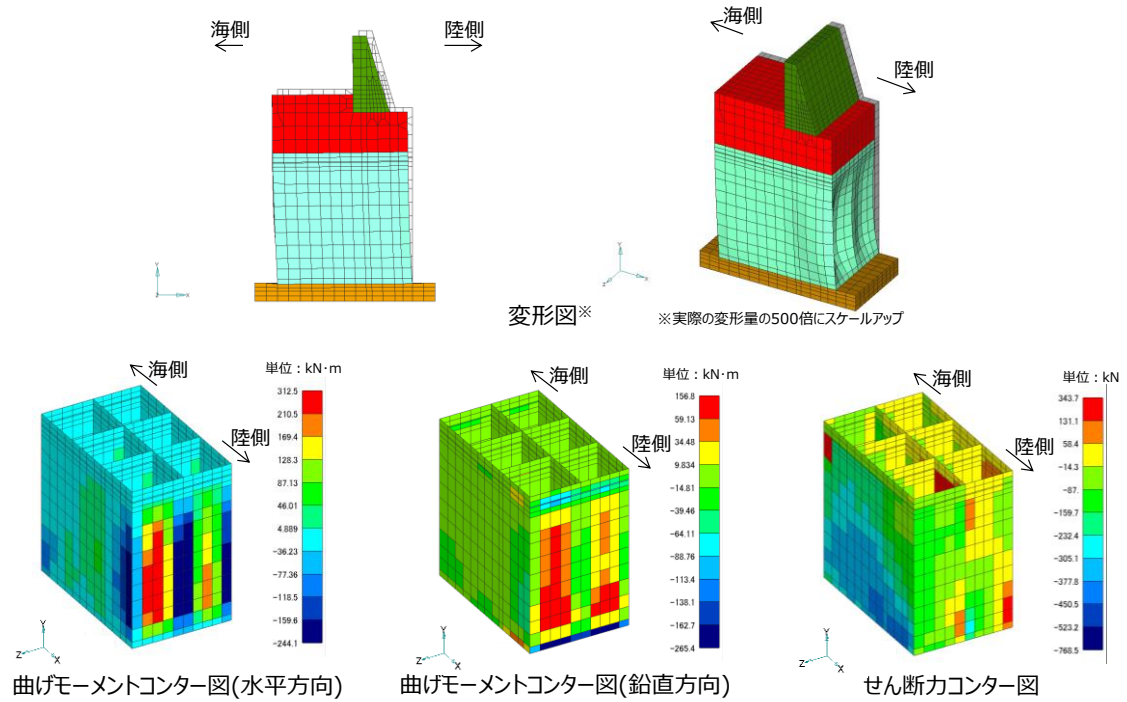 海側
陸側
海側
陸側
Y
Z
X
Y
Z
X
変形図※
※実際の変形量の500倍にスケールアップ
単位：kN·m
312.5
210.5
169.4
128.3
87.13
46.01
4.889
-36.23
-77.36
-118.5
-159.6
-244.1
海側
陸側
Y
Z
X
曲げモーメントコンター図(水平方向)
単位：kN·m
156.8
59.13
34.48
9.834
-14.81
-39.46
-64.11
-88.76
-113.4
-138.1
-162.7
-265.4
海側
陸側
Y
Z
X
曲げモーメントコンター図(鉛直方向)
単位：kN
343.7
131.1
58.4
-14.3
-87.
-159.7
-232.4
-305.1
-377.8
-450.5
-523.2
-768.5
海側
陸側
Y
Z
X
せん断力コンター図